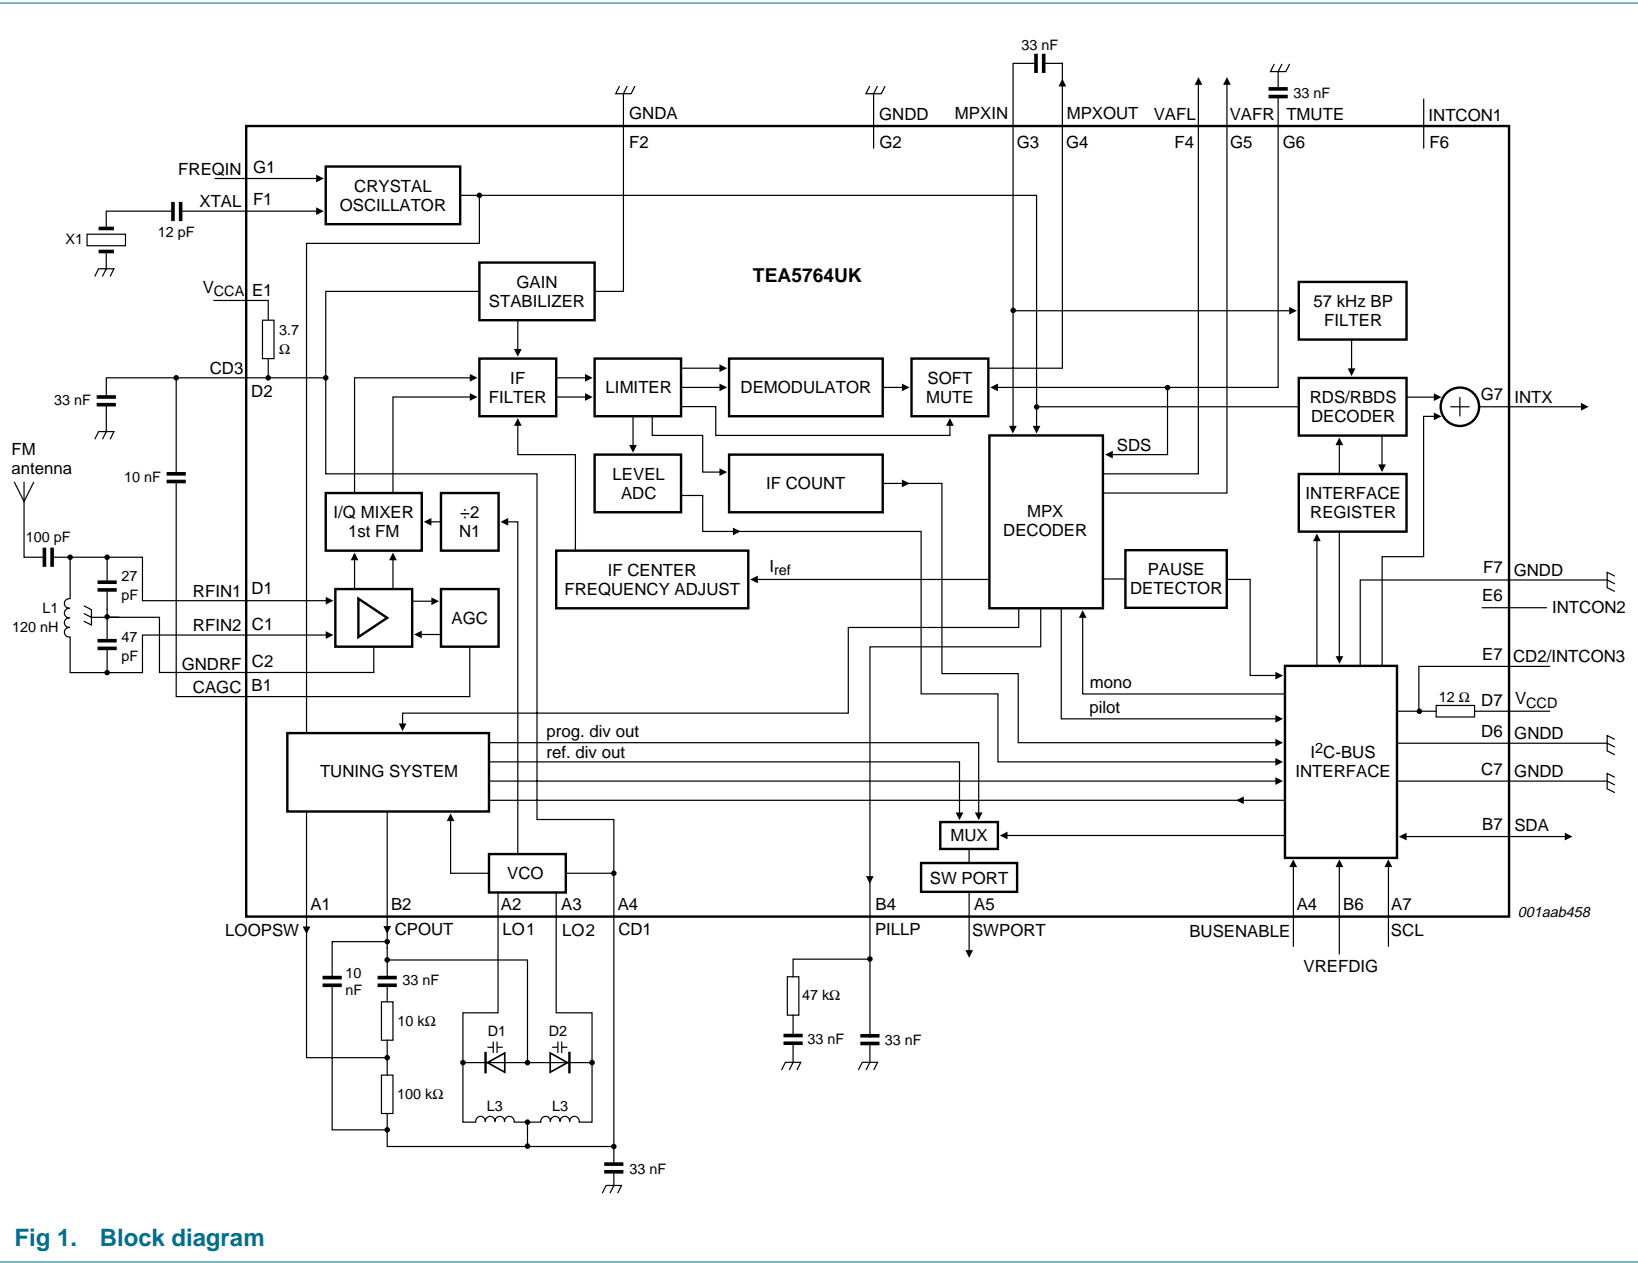 33 nF
33 nF
GNDA
GNDD
MPXIN
MPXOUT
VAFL
VAFR
TMUTE
INTCON1
F2
G2
G3
G4
F4
G5
G6
F6
FREQIN
G1
XTAL
F1
12 pF
X1
CRYSTAL
OSCILLATOR
TEA5764UK
VCCA
E1
3.7
Ω
CD3
D2
33 nF
GAIN
STABILIZER
57 kHz BP
FILTER
IF
FILTER
LIMITER
DEMODULATOR
SOFT
MUTE
RDS/RBDS
DECODER
G7
INTX
FM
antenna
10 nF
SDS
LEVEL
ADC
IF COUNT
MPX
DECODER
INTERFACE
REGISTER
I/Q MIXER
1st FM
÷2
N1
100 pF
27
pF
L1
120 nH
47
pF
RFIN1
D1
RFIN2
C1
GNDRF
C2
CAGC
B1
AGC
IF CENTER
FREQUENCY ADJUST
Iref
PAUSE
DETECTOR
F7
GNDD
E6
INTCON2
E7
CD2/INTCON3
12 Ω
D7
VCCD
D6
GNDD
C7
GNDD
B7
SDA
mono
pilot
prog. div out
ref. div out
TUNING SYSTEM
I2C-BUS
INTERFACE
MUX
SW PORT
VCO
A1
B2
A2
A3
A4
B4
A5
A4
B6
A7
001aab458
LOOPSW
CPOUT
LO1
LO2
CD1
PILLP
SWPORT
BUSENABLE
VREFDIG
SCL
10
nF
33 nF
10 kΩ
100 kΩ
D1
D2
L3
L3
33 nF
47 kΩ
33 nF
33 nF
Fig 1. Block diagram